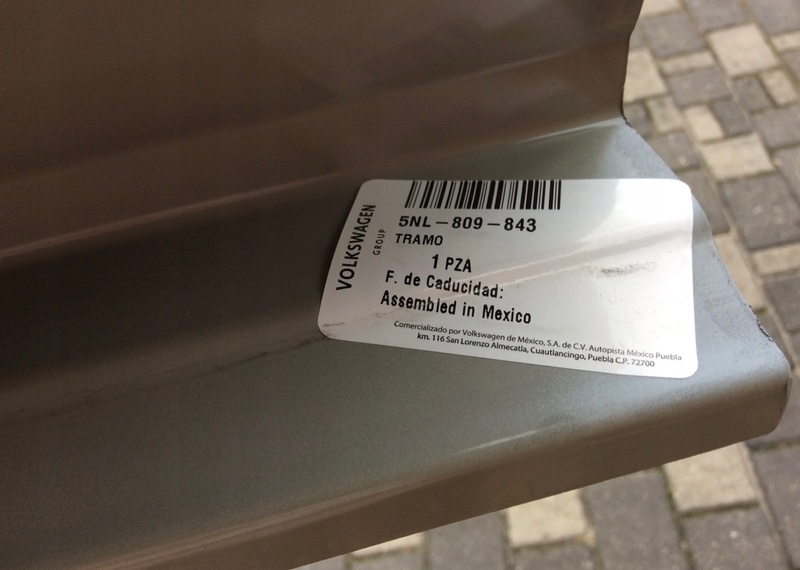 VOLKSWAGEN
GROUP
5NL-809-843
TRAMO
1 PZA
F. de Caducidad:
Assembled in Mexico
Comercializado por Volkswagen de México, S.A. de C.V. Autopista México Puebla
km. 116 San Lorenzo Almecatla, Cuautlancingo, Puebla C.P. 72700